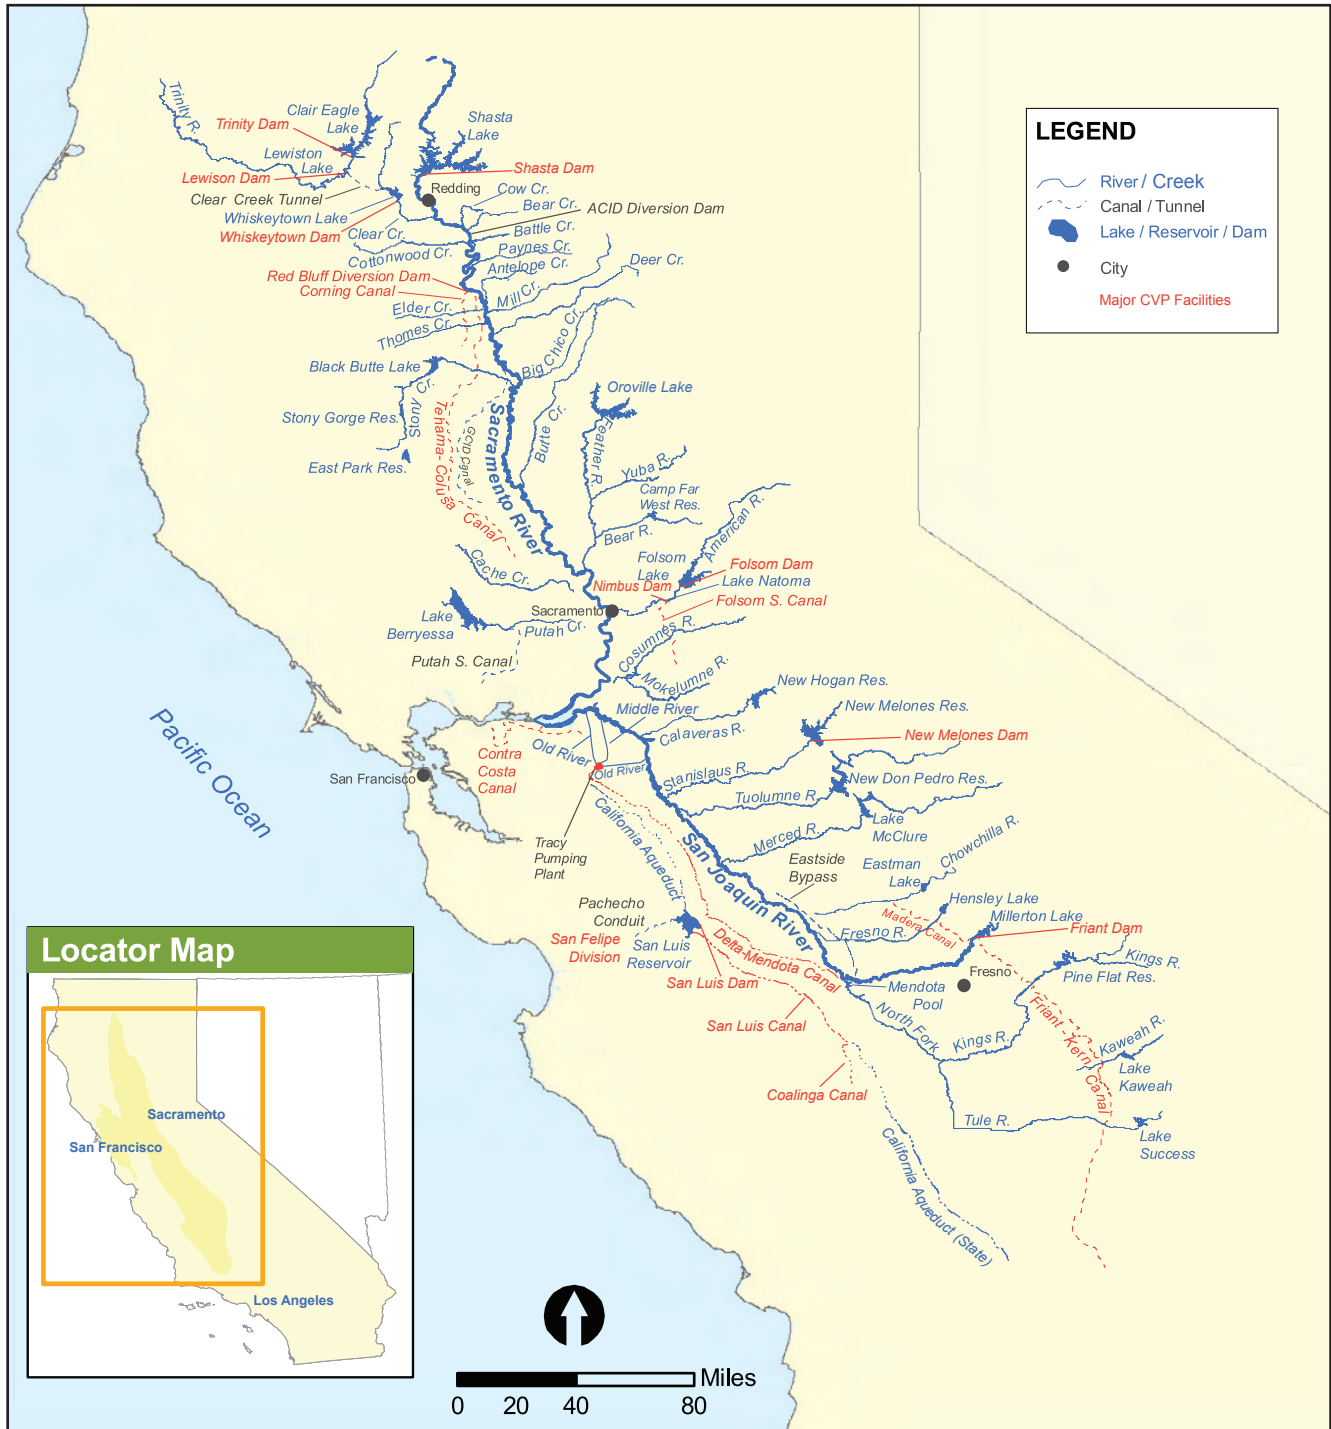 Trinity R.
Clair Eagle
Lake
Trinity Dam
Shasta
Lake
Lewiston
Lake
Lewison Dam
Shasta Dam
Clear Creek Tunnel
Redding
Cow Cr.
Whiskeytown Lake
Bear Cr.
ACID Diversion Dam
Whiskeytown Dam
Clear Cr.
Battle Cr.
Cottonwood Cr.
Paynes Cr.
Antelope Cr.
Deer Cr.
Red Bluff Diversion Dam
Corning Canal
Mill Cr.
Elder Cr.
Thomes Cr.
Big Chico Cr.
Black Butte Lake
Stony Cr.
Oroville Lake
Stony Gorge Res.
East Park Res.
Tehama-Colusa Canal
GCID Canal
Sacramento River
Butte Cr.
Feather R.
Yuba R.
Camp Far
West Res.
Bear R.
American R.
Cache Cr.
Folsom
Lake
Folsom Dam
Nimbus Dam
Lake Natoma
Folsom S. Canal
Lake
Berryessa
Sacramento
Putah Cr.
Putah S. Canal
Cosumnes R.
Mokelumne R.
New Hogan Res.
Middle River
New Melones Res.
Calaveras R.
New Melones Dam
Old River
Old River
Contra
Costa
Canal
San Francisco
Stanislaus R.
New Don Pedro Res.
Tuolumne R.
Lake
McClure
Merced R.
California Aqueduct
Tracy
Pumping
Plant
San Joaquin River
Eastside
Bypass
Eastman
Lake
Chowchilla R.
Hensley Lake
Millerton Lake
Madera Canal
Friant Dam
Pachecho
Conduit
San Felipe
Division
San Luis
Reservoir
Fresno R.
Delta-Mendota Canal
San Luis Dam
Fresno
Kings R.
Pine Flat Res.
Mendota
Pool
San Luis Canal
North Fork
Kings R.
Friant-Kern Canal
Kaweah R.
Lake
Kaweah
Coalinga Canal
Tule R.
Lake
Success
California Aqueduct (State)
Pacific Ocean
LEGEND
River / Creek
Canal / Tunnel
Lake / Reservoir / Dam
City
Major CVP Facilities
Locator Map
Sacramento
San Francisco
Los Angeles
Miles
0 20 40 80